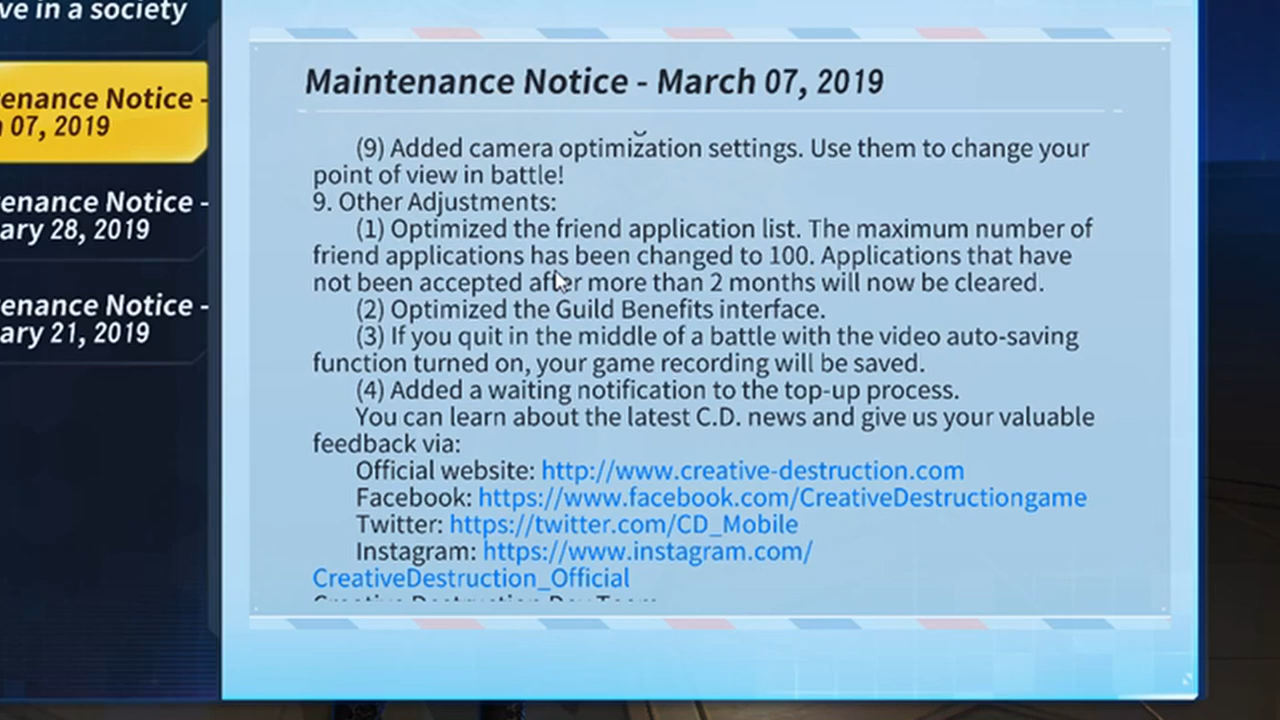 ve in a society
enance Notice -
07, 2019
enance Notice -
ary 28, 2019
enance Notice -
ary 21, 2019
Maintenance Notice - March 07, 2019
(9) Added camera optimization settings. Use them to change your
point of view in battle!
9. Other Adjustments:
(1) Optimized the friend application list. The maximum number of
friend applications has been changed to 100. Applications that have
not been accepted after more than 2 months will now be cleared.
(2) Optimized the Guild Benefits interface.
(3) If you quit in the middle of a battle with the video auto-saving
function turned on, your game recording will be saved.
(4) Added a waiting notification to the top-up process.
You can learn about the latest C.D. news and give us your valuable
feedback via:
Official website: http://www.creative-destruction.com
Facebook: https://www.facebook.com/CreativeDestructiongame
Twitter: https://twitter.com/CD_Mobile
Instagram: https://www.instagram.com/
CreativeDestruction_Official
Creative Destruction Dev Team